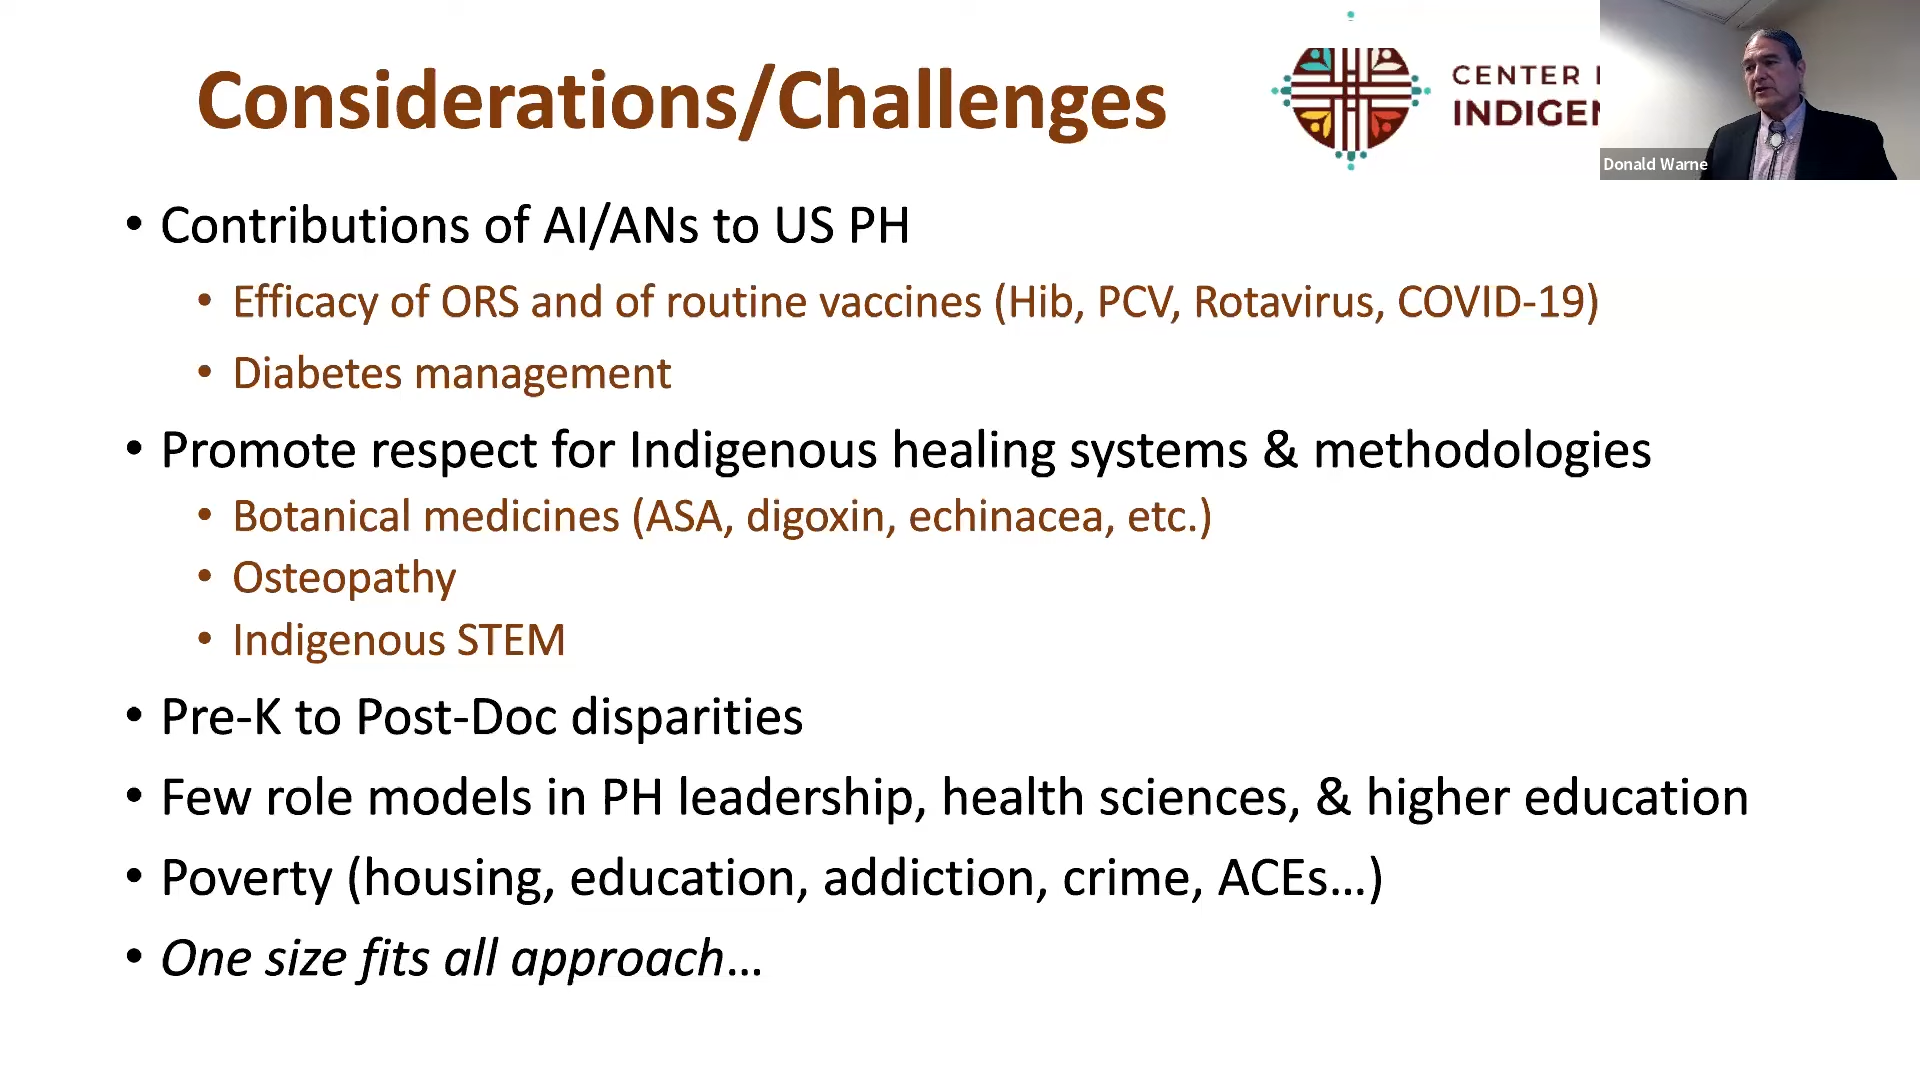 Considerations/Challenges
CENTER
INDIGEN
Donald Warne
• Contributions of AI/ANs to US PH
• Efficacy of ORS and of routine vaccines (Hib, PCV, Rotavirus, COVID-19)
• Diabetes management
• Promote respect for Indigenous healing systems & methodologies
• Botanical medicines (ASA, digoxin, echinacea, etc.)
• Osteopathy
• Indigenous STEM
• Pre-K to Post-Doc disparities
• Few role models in PH leadership, health sciences, & higher education
• Poverty (housing, education, addiction, crime, ACEs…)
• One size fits all approach…